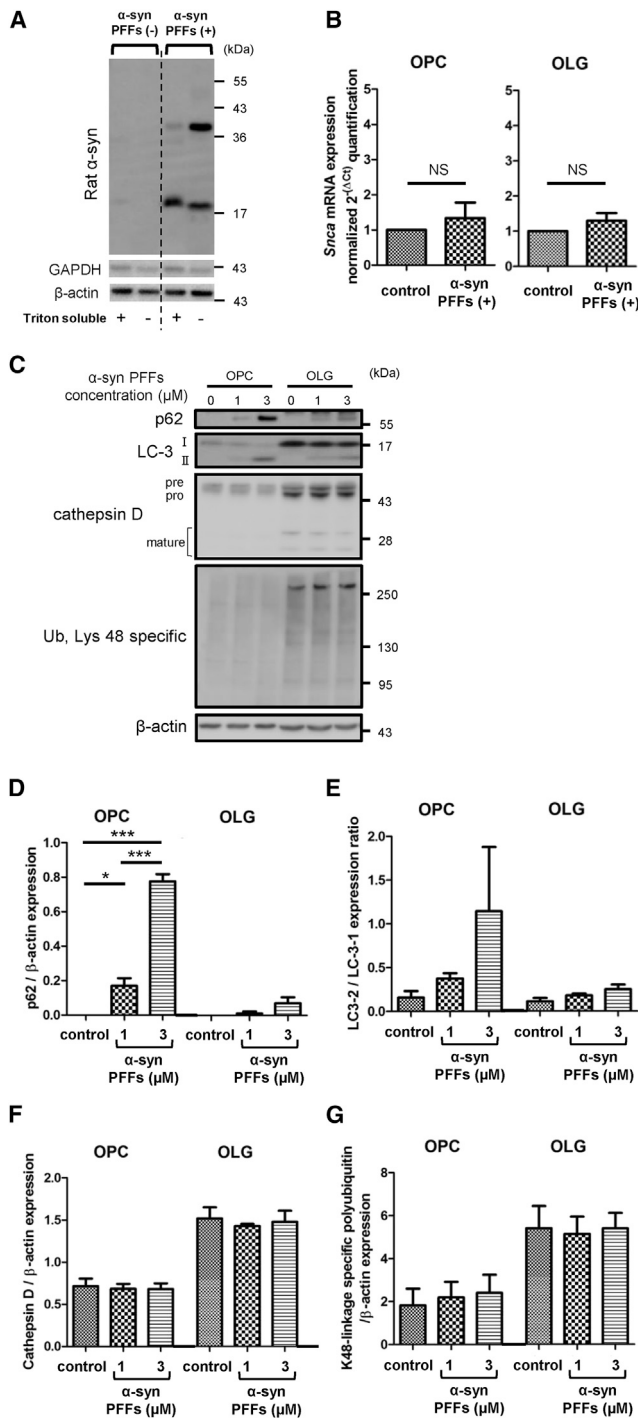 A
α-syn α-syn
PFFs (-) PFFs (+)
(kDa)
55
43
36
17
Rat α-syn
GAPDH 43
β-actin
43
Triton soluble + - + -
B
OPC OLG
Snca mRNA expression
normalized 2^-(ΔCt) quantification
5 5
4 4
3 3
2 2
1 1
0 0
NS NS
control α-syn PFFs (+) control α-syn PFFs (+)
C
α-syn PFFs OPC OLG (kDa)
concentration (μM) 0 1 3 0 1 3
p62
55
LC-3 I 17
II
pre
pro 43
cathepsin D
mature 28
250
Ub, Lys 48 specific
130
95
β-actin
43
D
OPC OLG
p62 / β-actin expression
1.0
0.8
0.6
0.4
0.2
0.0
***
***
*
control 1 3 control 1 3
α-syn α-syn
PFFs (μM) PFFs (μM)
E
OPC OLG
LC3-2 / LC-3-1 expression ratio
2.0
1.5
1.0
0.5
0.0
control 1 3 control 1 3
α-syn α-syn
PFFs (μM) PFFs (μM)
F
OPC OLG
Cathepsin D / β-actin expression
2.0
1.5
1.0
0.5
0.0
control 1 3 control 1 3
α-syn α-syn
PFFs (μM) PFFs (μM)
G
OPC OLG
K48-linkage specific polyubiquitin
/β-actin expression
8
6
4
2
0
control 1 3 control 1 3
α-syn α-syn
PFFs (μM) PFFs (μM)